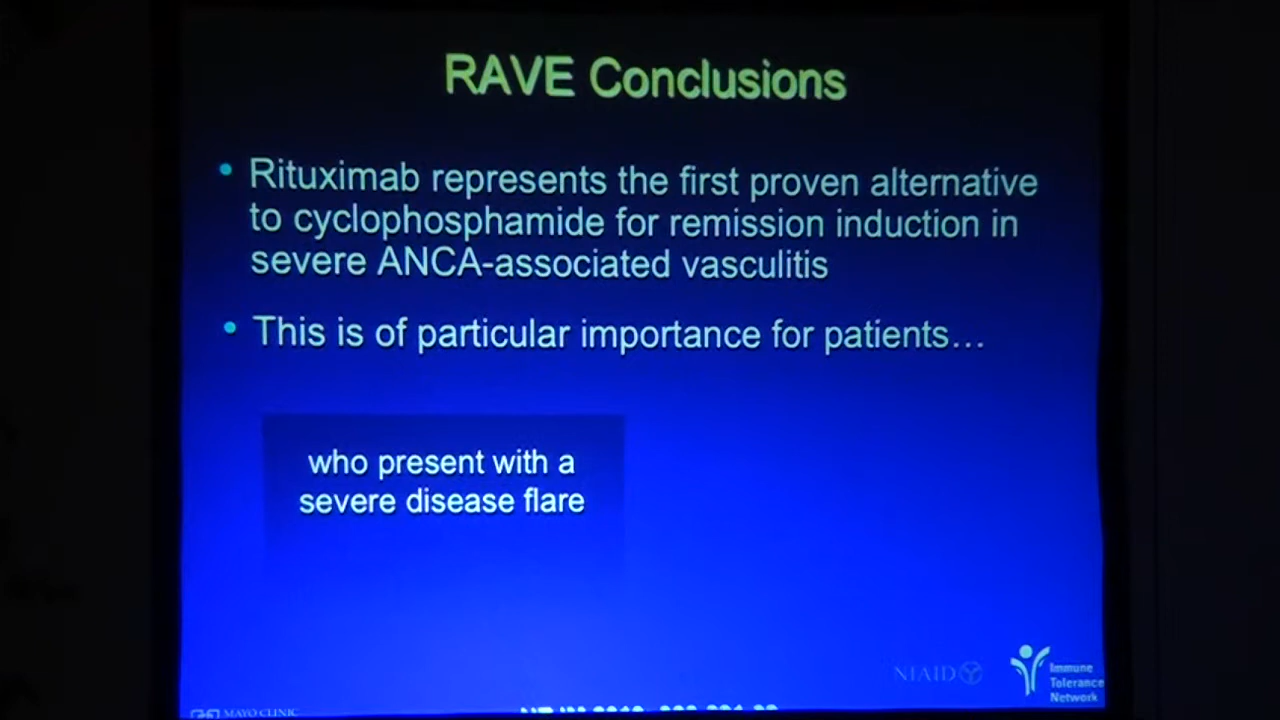 RAVE Conclusions
• Rituximab represents the first proven alternative
to cyclophosphamide for remission induction in
severe ANCA-associated vasculitis
• This is of particular importance for patients…
who present with a
severe disease flare
NIAID
Immune
Tolerance
Network
MAYO CLINIC